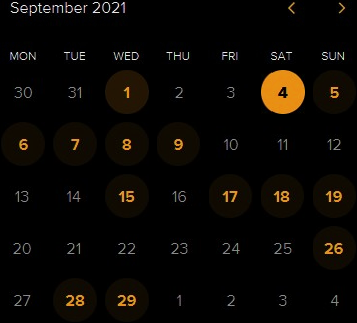 September 2021
MON TUE WED THU FRI SAT SUN
30 31 1 2 3 4 5
6 7 8 9 10 11 12
13 14 15 16 17 18 19
20 21 22 23 24 25 26
27 28 29 1 2 3 4